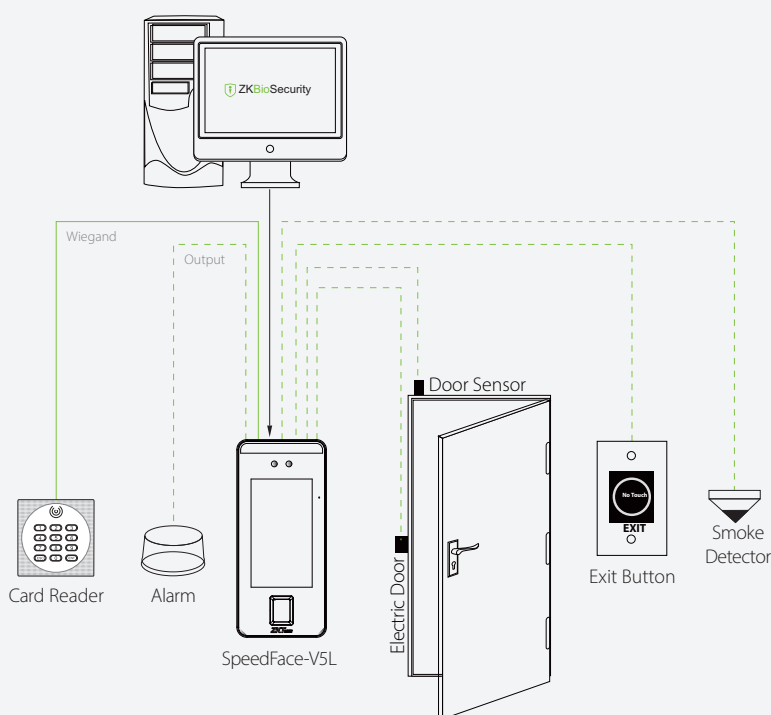 ZKBioSecurity
Wiegand
Output
Door Sensor
No Touch
EXIT
Electric Door
Smoke
Detector
Exit Button
Card Reader
Alarm
ZKTeco
SpeedFace-V5L